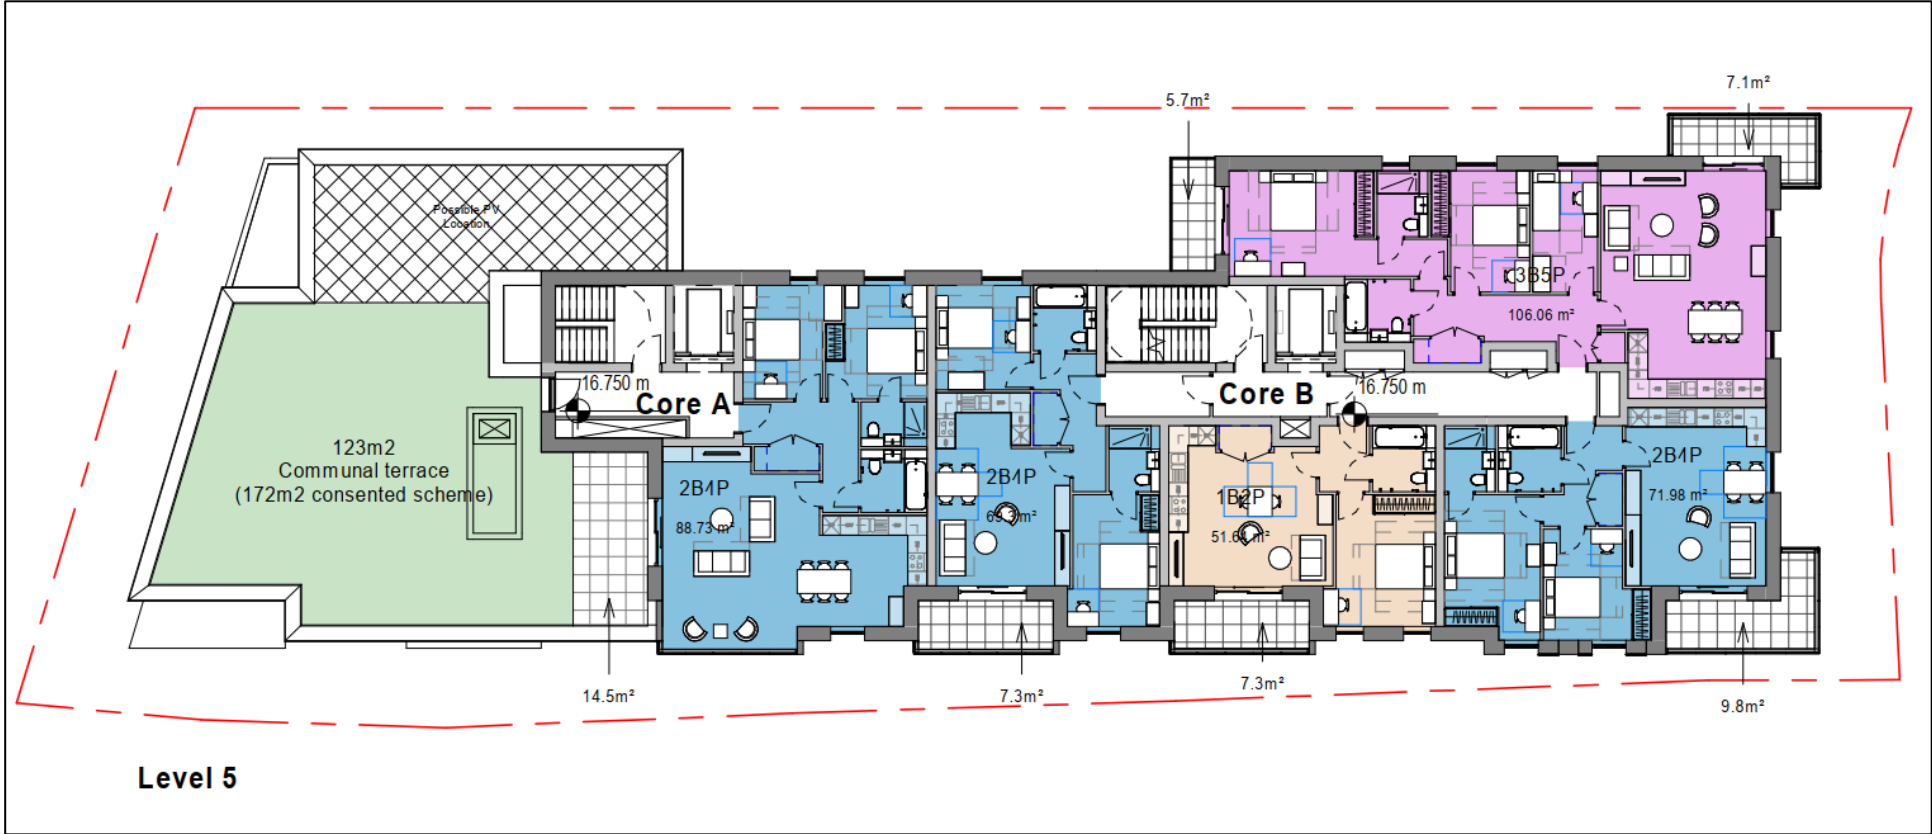 7.1m²
5.7m²
Possible PV
Location
3B5P
106.06 m²
16.750 m
Core A
Core B
16.750 m
123m2
Communal terrace
(172m2 consented scheme)
2B4P
88.73 m²
2B4P
1B2P
2B4P
71.98 m²
14.5m²
7.3m²
7.3m²
9.8m²
Level 5